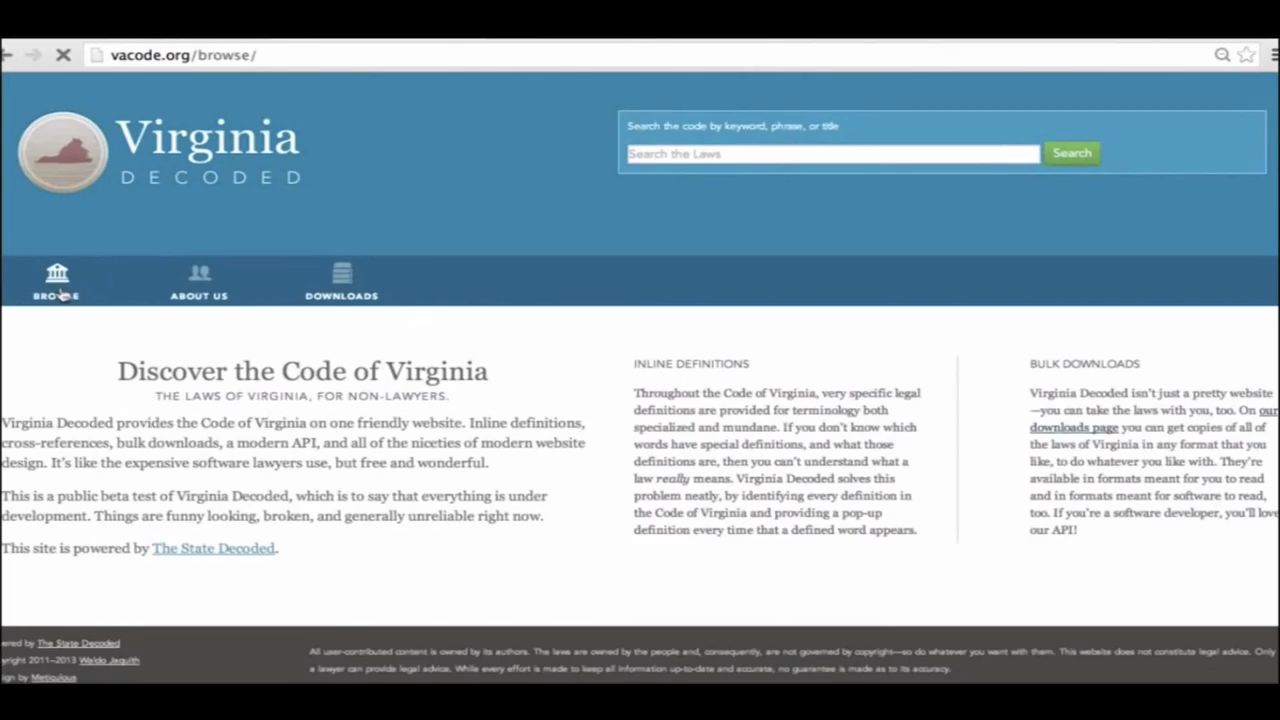 vacode.org/browse/
Virginia
DECODED
Search the code by keyword, phrase, or title
Search the Laws
Search
BROWSE
ABOUT US
DOWNLOADS
Discover the Code of Virginia
THE LAWS OF VIRGINIA, FOR NON-LAWYERS.
Virginia Decoded provides the Code of Virginia on one friendly website. Inline definitions,
cross-references, bulk downloads, a modern API, and all of the niceties of modern website
design. It's like the expensive software lawyers use, but free and wonderful.
This is a public beta test of Virginia Decoded, which is to say that everything is under
development. Things are funny looking, broken, and generally unreliable right now.
This site is powered by The State Decoded.
INLINE DEFINITIONS
Throughout the Code of Virginia, very specific legal
definitions are provided for terminology both
specialized and mundane. If you don't know which
words have special definitions, and what those
definitions are, then you can't understand what a
law really means. Virginia Decoded solves this
problem neatly, by identifying every definition in
the Code of Virginia and providing a pop-up
definition every time that a defined word appears.
BULK DOWNLOADS
Virginia Decoded isn't just a pretty website
—you can take the laws with you, too. On our
downloads page you can get copies of all of
the laws of Virginia in any format that you
like, to do whatever you like with. They're
available in formats meant for you to read
and in formats meant for software to read,
too. If you're a software developer, you'll love
our API!
ered by The State Decoded
yright 2011–2013 Waldo Jaquith
sign by Meticulous
All user-contributed content is owned by its authors. The laws are owned by the people and, consequently, are not governed by copyright—so do whatever you want with them. This website does not constitute legal advice. Only
a lawyer can provide legal advice. While every effort is made to keep all information up-to-date and accurate, no guarantee is made as to its accuracy.